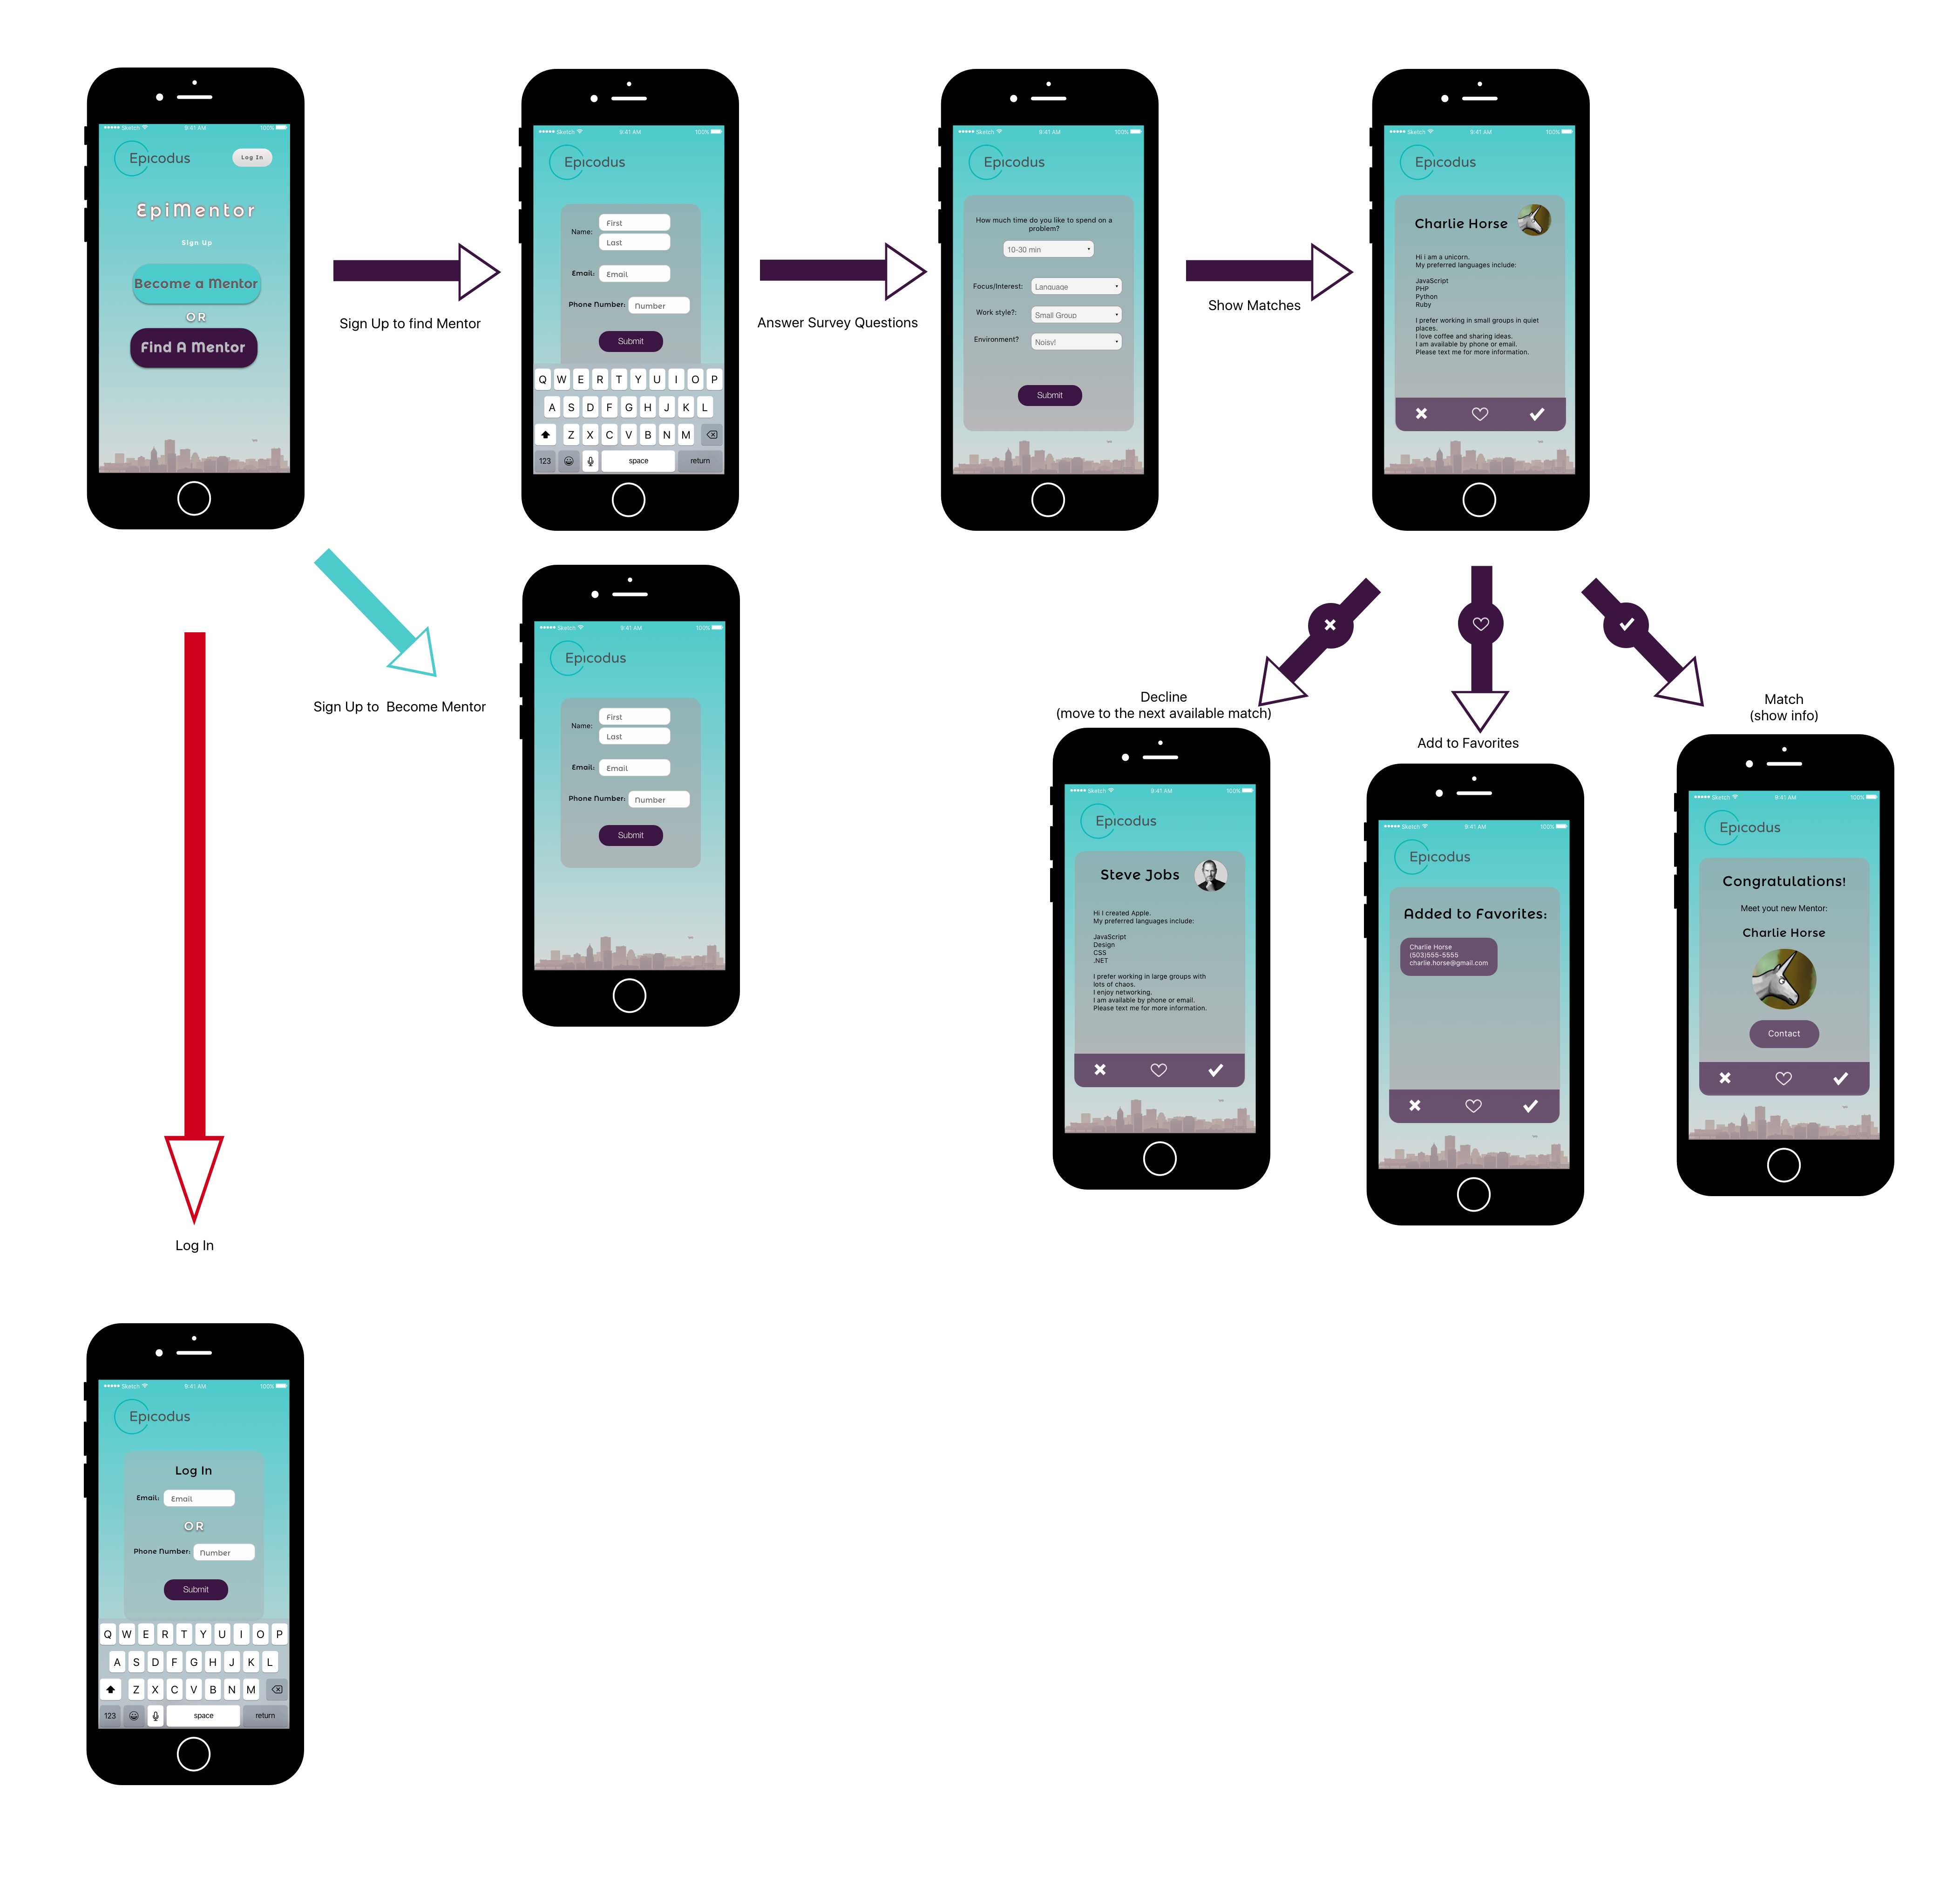 Sketch 9:41 AM 100%
Epicodus
Log In
EpiMentor
Sign Up
Become a Mentor
OR
Find A Mentor
Sign Up to find Mentor
Sketch 9:41 AM 100%
Epicodus
Name:
First
Last
Email:
Email
Phone Number:
Number
Submit
Q W E R T Y U I O P
A S D F G H J K L
Z X C V B N M
123 space return
Answer Survey Questions
Sketch 9:41 AM 100%
Epicodus
How much time do you like to spend on a
problem?
10-30 min
Focus/Interest:
Language
Work style?:
Small Group
Environment?
Noisy!
Submit
Show Matches
Sketch 9:41 AM 100%
Epicodus
Charlie Horse
Hi i am a unicorn.
My preferred languages include:
JavaScript
PHP
Python
Ruby
I prefer working in small groups in quiet
places.
I love coffee and sharing ideas.
I am available by phone or email.
Please text me for more information.
Sign Up to Become Mentor
Sketch 9:41 AM 100%
Epicodus
Name:
First
Last
Email:
Email
Phone Number:
Number
Submit
Decline
(move to the next available match)
Sketch 9:41 AM 100%
Epicodus
Steve Jobs
Hi I created Apple.
My preferred languages include:
JavaScript
Design
CSS
.NET
I prefer working in large groups with
lots of chaos.
I enjoy networking.
I am available by phone or email.
Please text me for more information.
Add to Favorites
Sketch 9:41 AM 100%
Epicodus
Added to Favorites:
Charlie Horse
(503)555-5555
charlie.horse@gmail.com
Match
(show info)
Sketch 9:41 AM 100%
Epicodus
Congratulations!
Meet yout new Mentor:
Charlie Horse
Contact
Log In
Sketch 9:41 AM 100%
Epicodus
Log In
Email:
Email
OR
Phone Number:
Number
Submit
Q W E R T Y U I O P
A S D F G H J K L
Z X C V B N M
123 space return